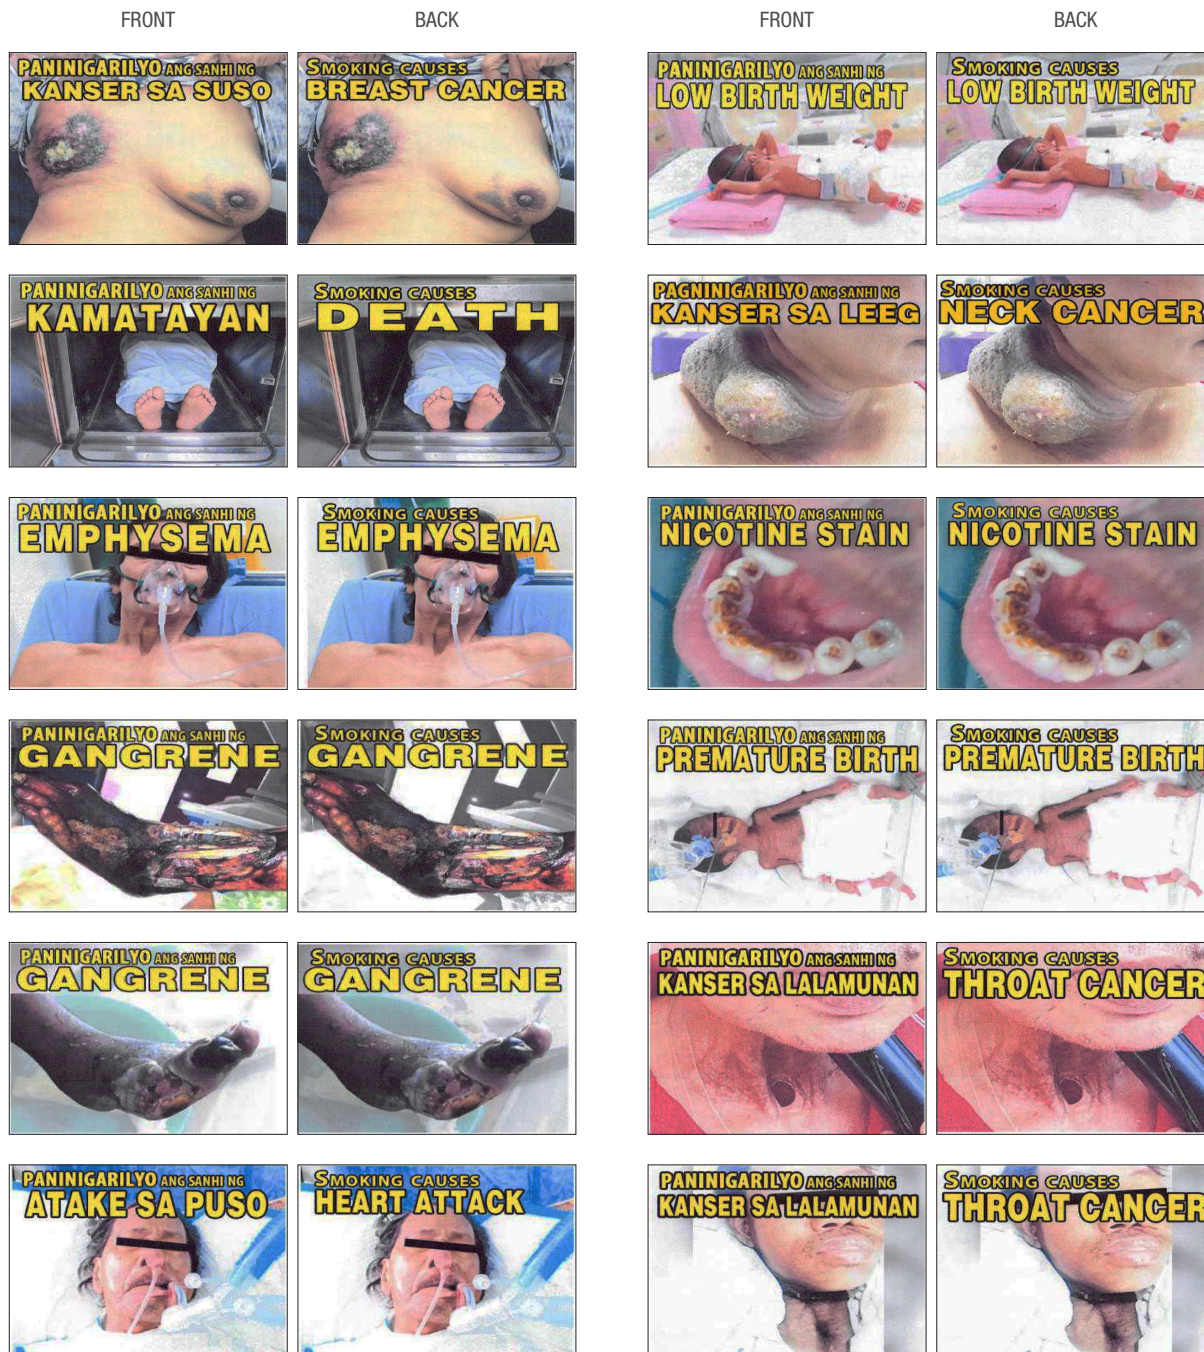 FRONT BACK FRONT BACK
PANINIGARILYO ANG SANHI NG
KANSER SA SUSO
SMOKING CAUSES
BREAST CANCER
PANINIGARILYO ANG SANHI NG
LOW BIRTH WEIGHT
SMOKING CAUSES
LOW BIRTH WEIGHT
PANINIGARILYO ANG SANHI NG
KAMATAYAN
SMOKING CAUSES
DEATH
PAGNINIGARILYO ANG SANHI NG
KANSER SA LEEG
SMOKING CAUSES
NECK CANCER
PANINIGARILYO ANG SANHI NG
EMPHYSEMA
SMOKING CAUSES
EMPHYSEMA
PANINIGARILYO ANG SANHI NG
NICOTINE STAIN
SMOKING CAUSES
NICOTINE STAIN
PANINIGARILYO ANG SANHI NG
GANGRENE
SMOKING CAUSES
GANGRENE
PANINIGARILYO ANG SANHI NG
PREMATURE BIRTH
SMOKING CAUSES
PREMATURE BIRTH
PANINIGARILYO ANG SANHI NG
GANGRENE
SMOKING CAUSES
GANGRENE
PANINIGARILYO ANG SANHI NG
KANSER SA LALAMUNAN
SMOKING CAUSES
THROAT CANCER
PANINIGARILYO ANG SANHI NG
ATAKE SA PUSO
SMOKING CAUSES
HEART ATTACK
PANINIGARILYO ANG SANHI NG
KANSER SA LALAMUNAN
SMOKING CAUSES
THROAT CANCER